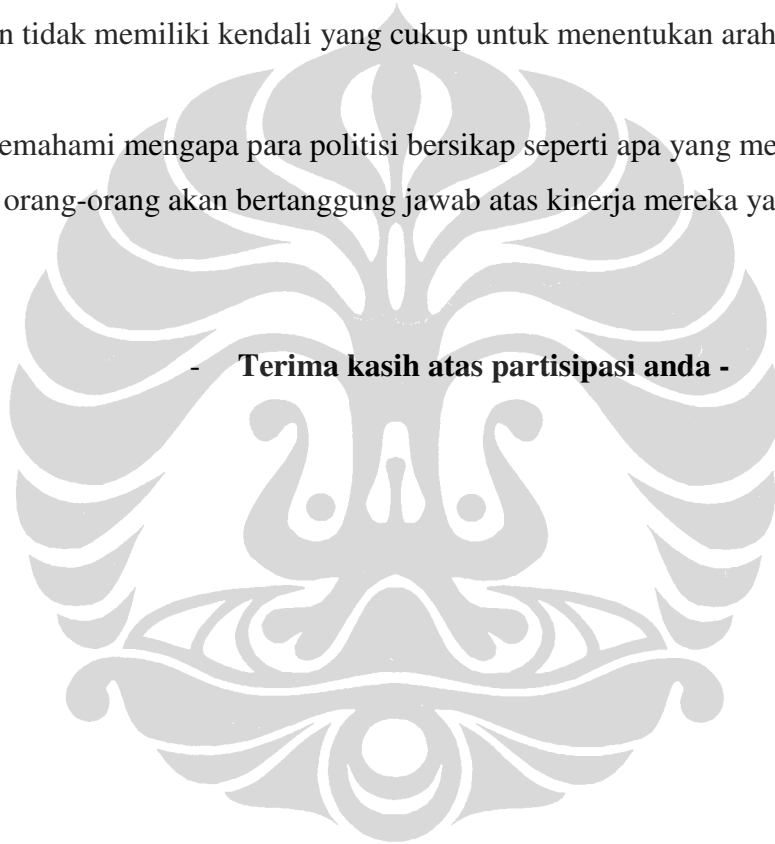 n tidak memiliki kendali yang cukup untuk menentukan arah
emahami mengapa para politisi bersikap seperti apa yang me
orang-orang akan bertanggung jawab atas kinerja mereka ya
- Terima kasih atas partisipasi anda -